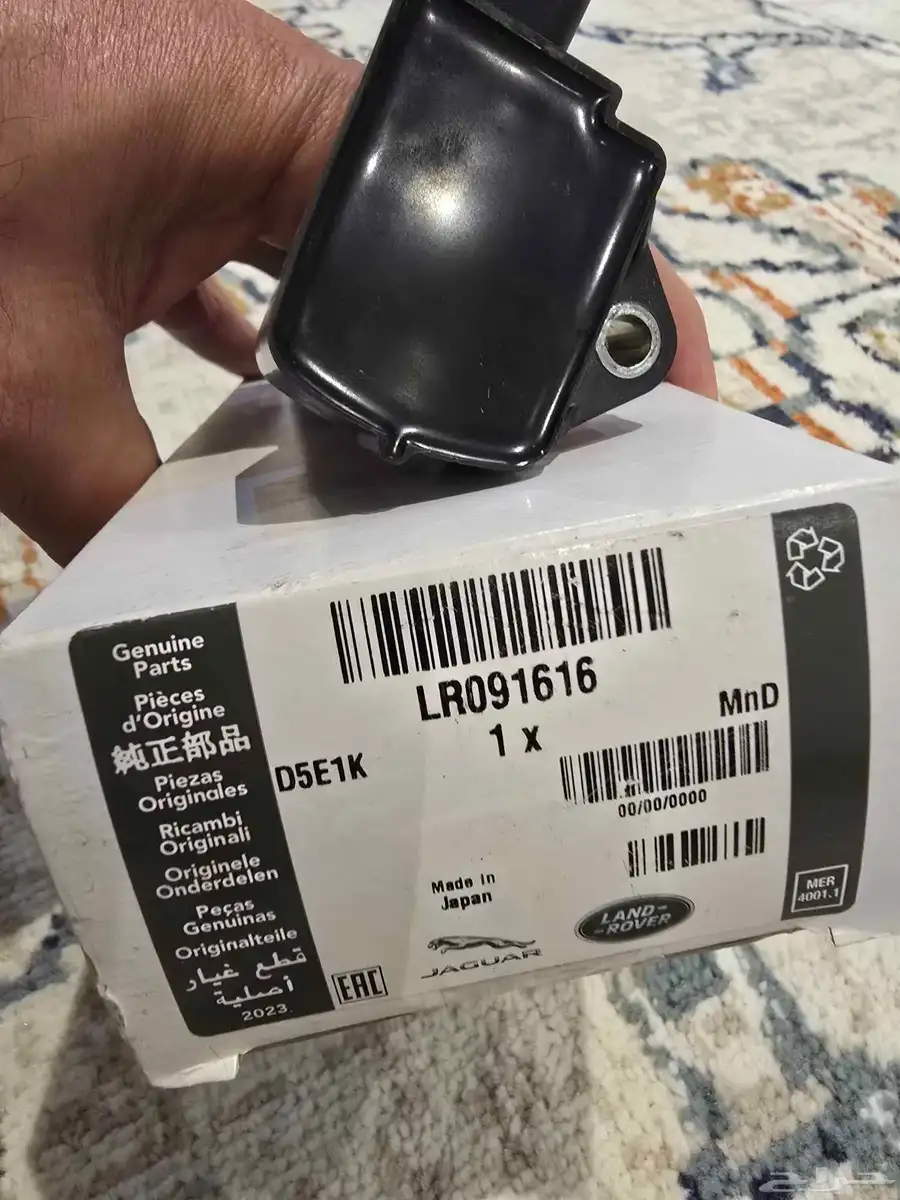 Genuine
Parts
Pièces
d'Origine
純正部品
Piezas
Originales
Ricambi
Originali
Originele
Onderdelen
Peças
Genuínas
Originalteile
قطع غيار
أصلية
2023.
LR091616
1 x
MnD
D5E1K
00/00/0000
Made in
Japan
JAGUAR
LAND-
-ROVER
EAC
MER
4001.1
حراج